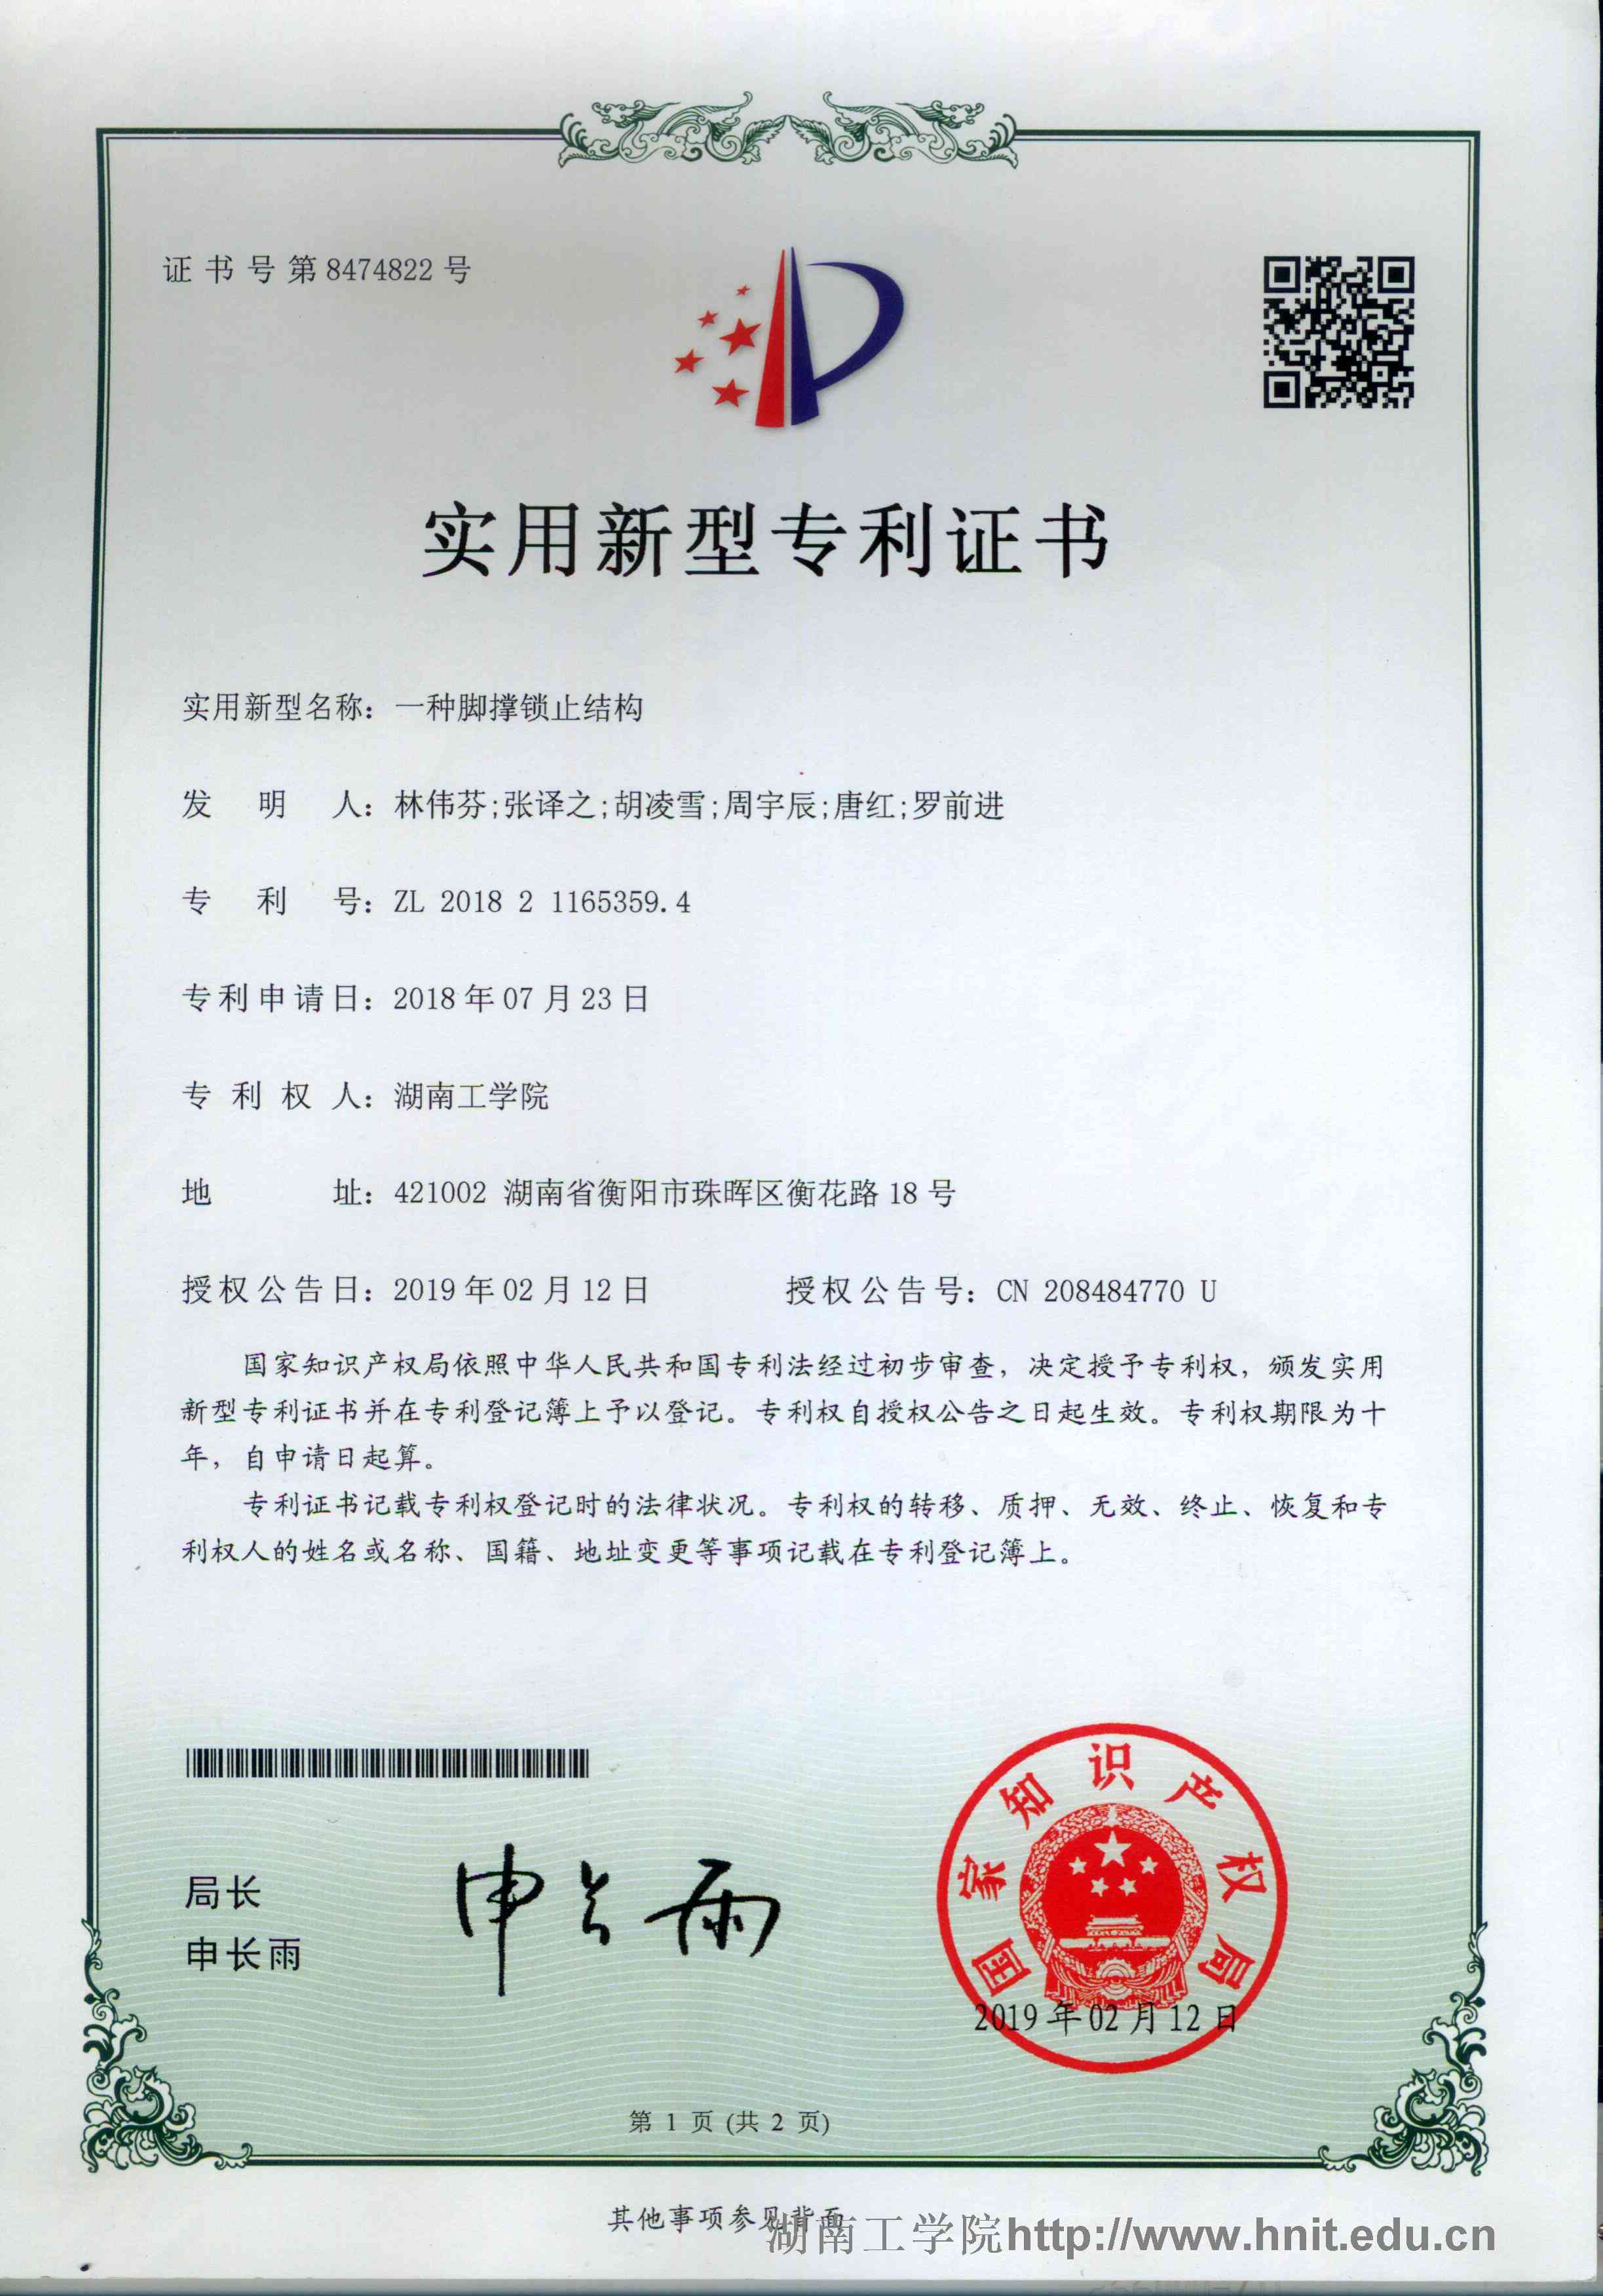 证书号第8474822号
实用新型专利证书
实用新型名称：一种脚撑锁止结构
发明人：林伟芬;张译之;胡凌雪;周宇辰;唐红;罗前进
专利号：ZL 2018 2 1165359.4
专利申请日：2018年07月23日
专利权人：湖南工学院
地址：421002 湖南省衡阳市珠晖区衡花路18号
授权公告日：2019年02月12日 授权公告号：CN 208484770 U
国家知识产权局依照中华人民共和国专利法经过初步审查，决定授予专利权，颁发实用
新型专利证书并在专利登记簿上予以登记。专利权自授权公告之日起生效。专利权期限为十
年，自申请日起算。
专利证书记载专利权登记时的法律状况。专利权的转移、质押、无效、终止、恢复和专
利权人的姓名或名称、国籍、地址变更等事项记载在专利登记簿上。
局长
申长雨
申长雨
国家知识产权局
2019年02月12日
第 1 页 (共 2 页)
其他事项参见背面
湖南工学院http://www.hnit.edu.cn